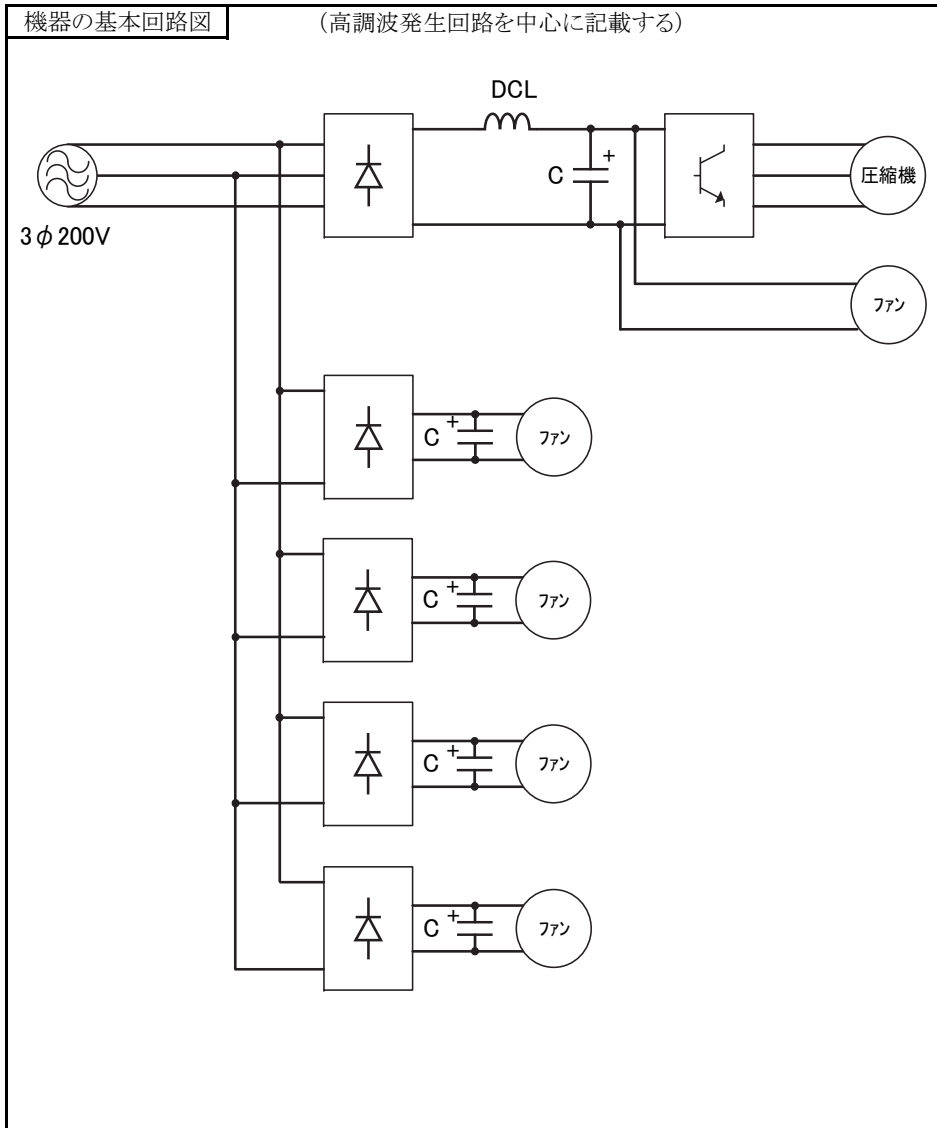 機器の基本回路図
(高調波発生回路を中心に記載する)
DCL
C
+
圧縮機
3φ200V
ファン
C
+
ファン
C
+
ファン
C
+
ファン
C
+
ファン